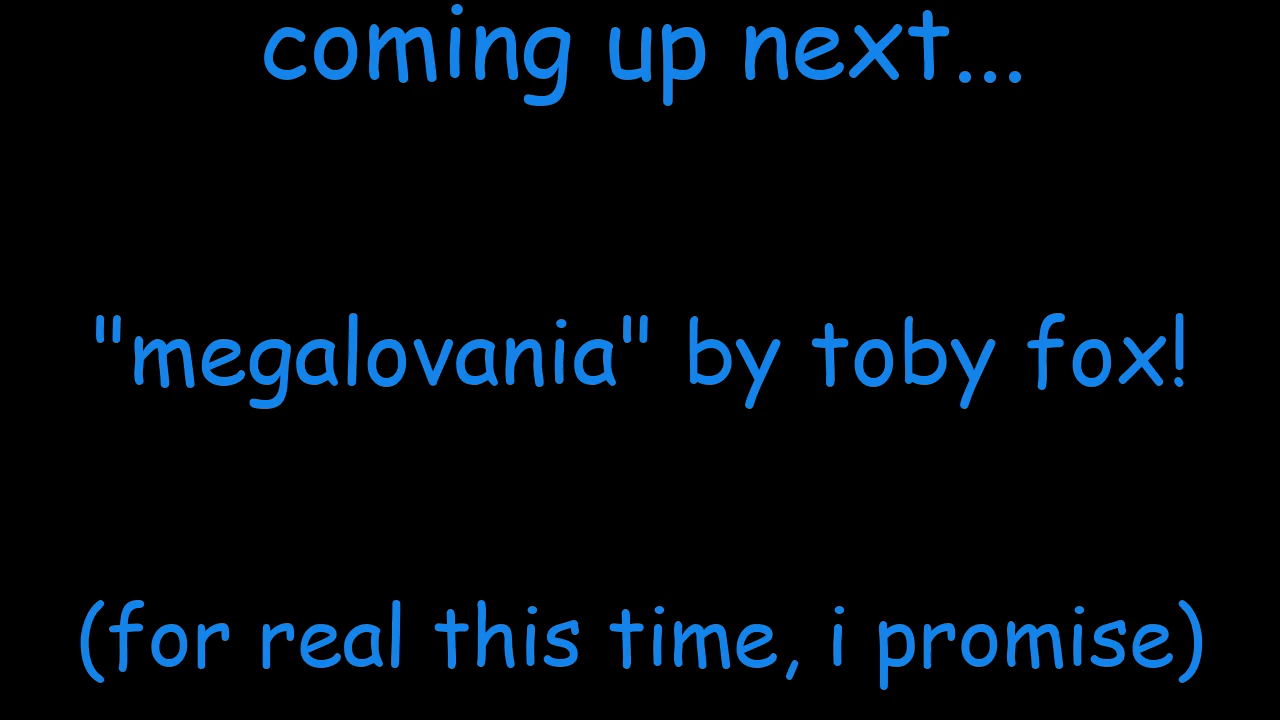 coming up next...
"megalovania" by toby fox!
(for real this time, i promise)